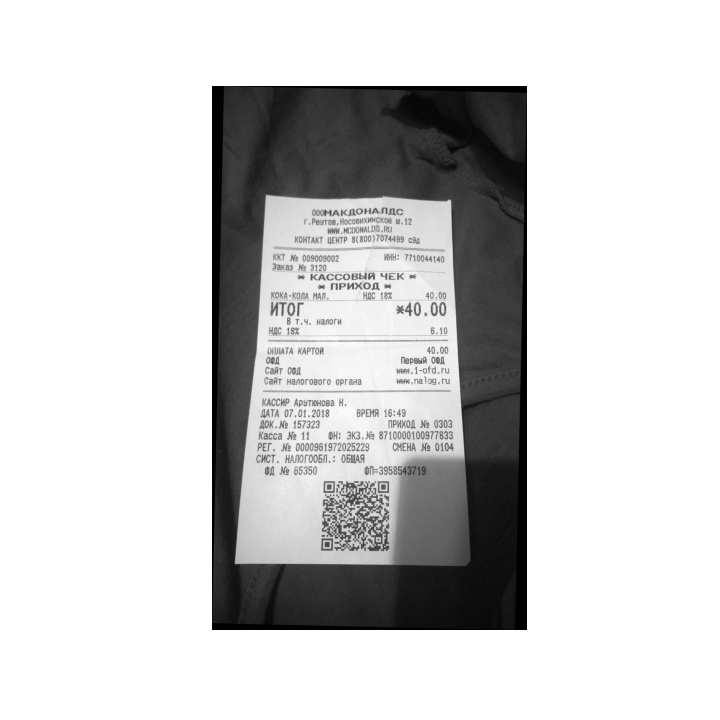 ООО МАКДОНАЛДС
г.Реутов,Носовихинское ш.12
WWW.MCDONALDS.RU
КОНТАКТ ЦЕНТР 8(800)7074499 сяд
ККТ № 009009002 ИНН: 7710044140
Заказ № 3120
* КАССОВЫЙ ЧЕК *
* ПРИХОД *
КОКА-КОЛА МАЛ. НДС 18% 40.00
ИТОГ *40.00
В т.ч. налоги
НДС 18% 6.10
ОПЛАТА КАРТОЙ 40.00
ОФД Первый ОФД
Сайт ОФД www.1-ofd.ru
Сайт налогового органа www.nalog.ru
КАССИР Арутюнова Н.
ДАТА 07.01.2018 ВРЕМЯ 16:49
ДОК.№ 157323 ПРИХОД № 0303
Касса № 11 ФН: ЭКЗ.№ 8710000100977833
РЕГ. № 0000961972025229 СМЕНА № 0104
СИСТ. НАЛОГООБЛ.: ОБЩАЯ
ФД № 65350 ФП=3958543719